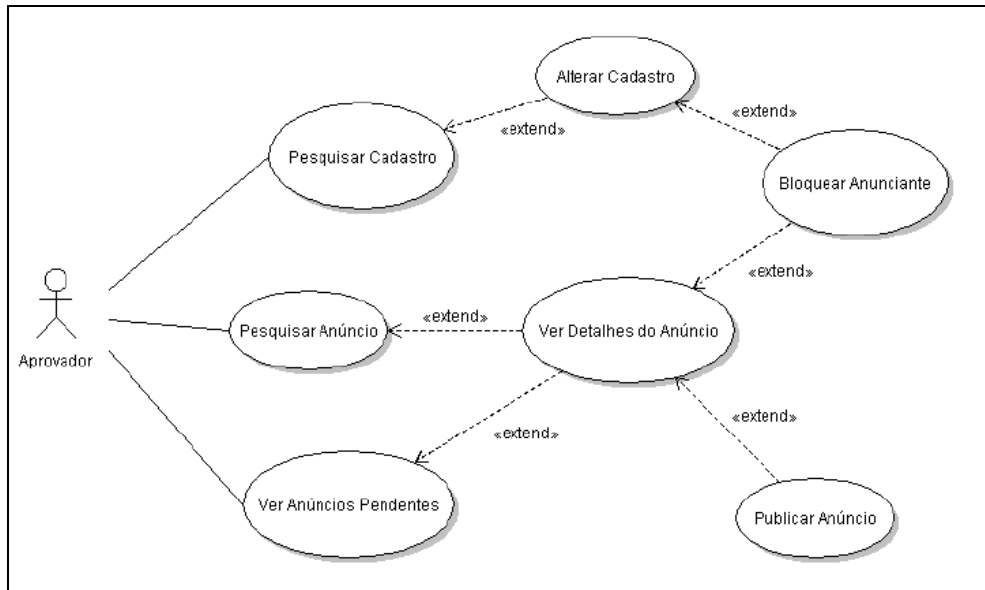 Alterar Cadastro
«extend»
«extend»
Pesquisar Cadastro
Bloquear Anunciante
«extend»
Pesquisar Anúncio
«extend»
Ver Detalhes do Anúncio
Aprovador
«extend»
«extend»
Ver Anúncios Pendentes
Publicar Anúncio